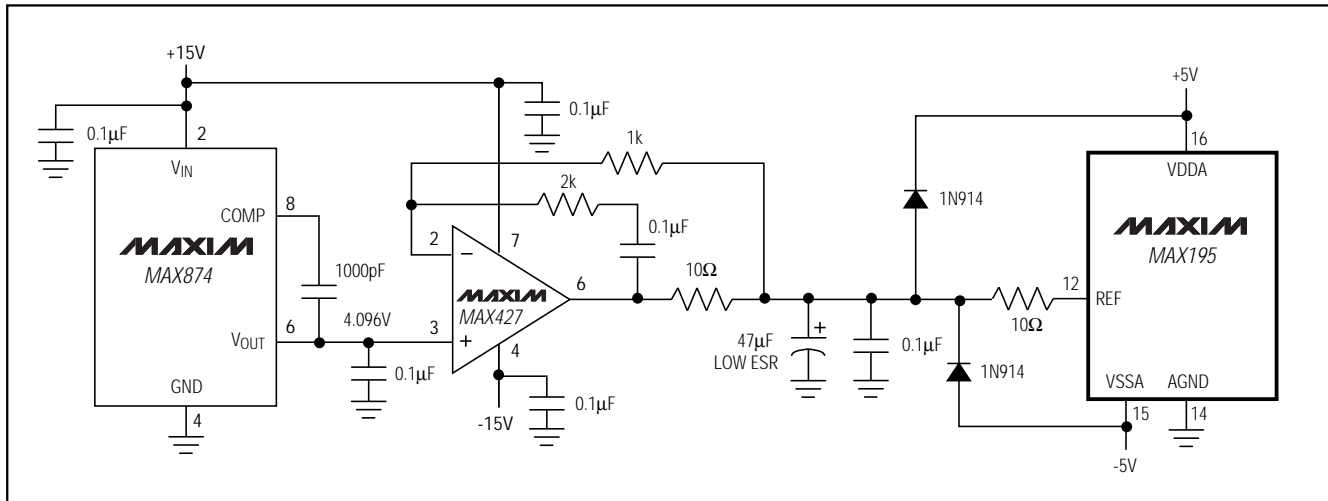 +15V
0.1µF
2
VIN
COMP
8
MAXIM
MAX874
1000pF
VOUT
6
4.096V
GND
4
0.1µF
0.1µF
1k
2k
0.1µF
2
−
7
MAXIM
MAX427
6
3
+
4
-15V
0.1µF
10Ω
+
47µF
LOW ESR
0.1µF
1N914
1N914
10Ω
+5V
16
VDDA
MAXIM
MAX195
12
REF
VSSA
AGND
15
14
-5V